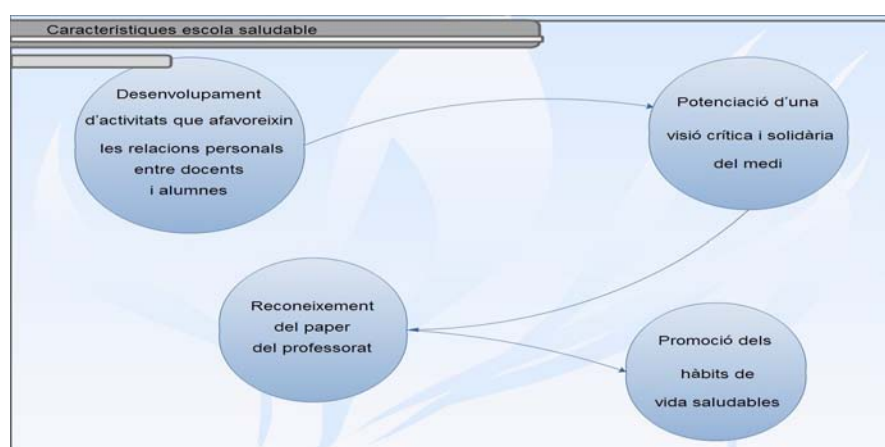 Característiques escola saludable
Desenvolupament
d'activitats que afavoreixin
les relacions personals
entre docents
i alumnes
Potenciació d'una
visió crítica i solidària
del medi
Reconeixement
del paper
del professorat
Promoció dels
hàbits de
vida saludables